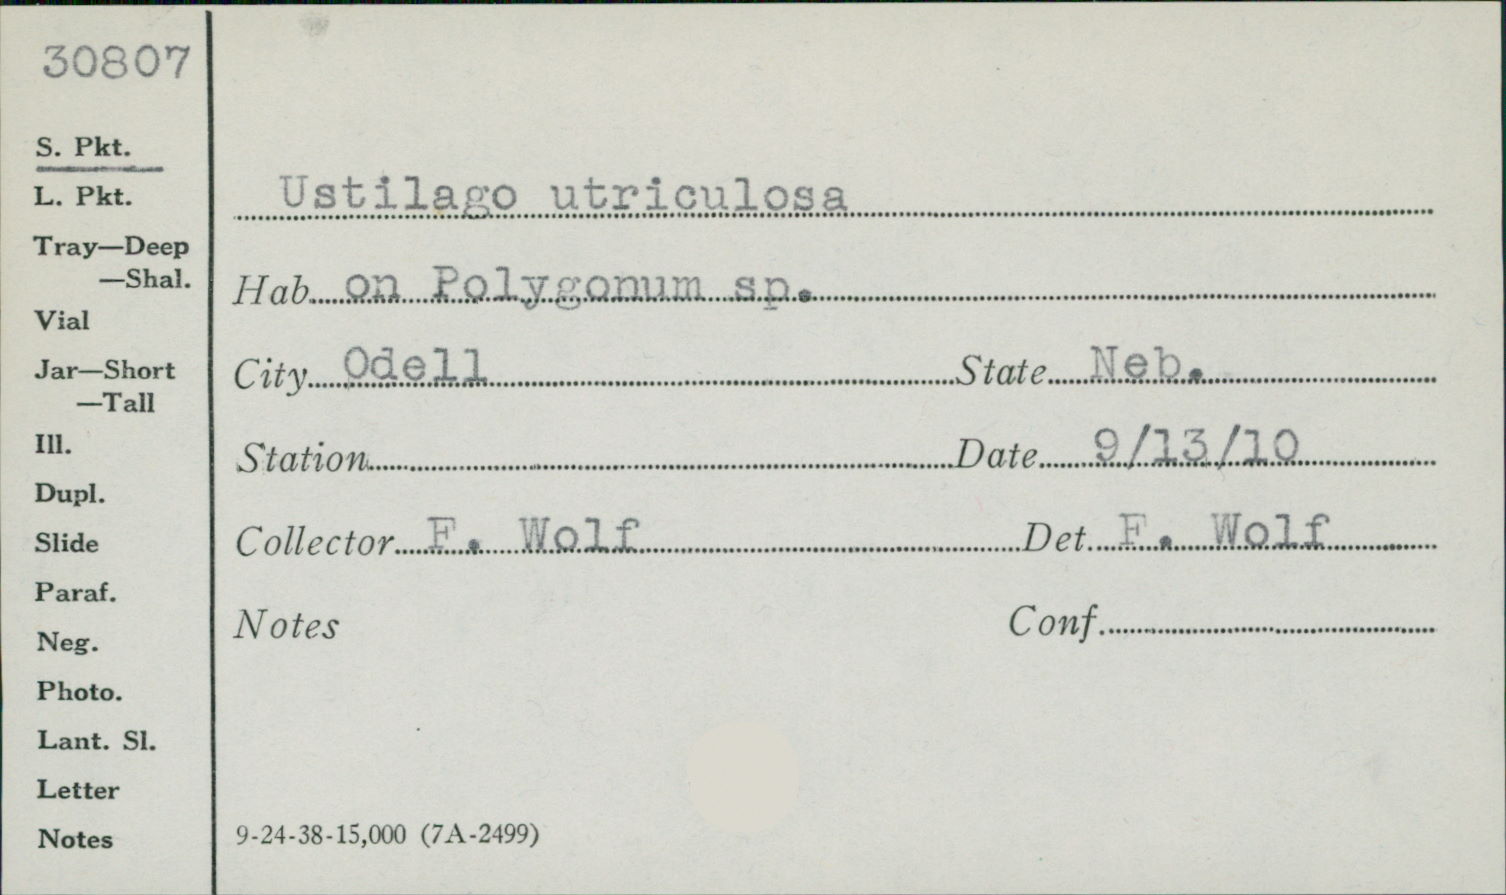 30807
S. Pkt.
L. Pkt.
Tray—Deep
—Shal.
Vial
Jar—Short
—Tall
Ill.
Dupl.
Slide
Paraf.
Neg.
Photo.
Lant. Sl.
Letter
Notes
Ustilago utriculosa
Hab. on Polygonum sp.
City Odell State Neb.
Station Date 9/13/10
Collector F. Wolf Det. F. Wolf
Notes Conf.
9-24-38-15,000 (7A-2499)